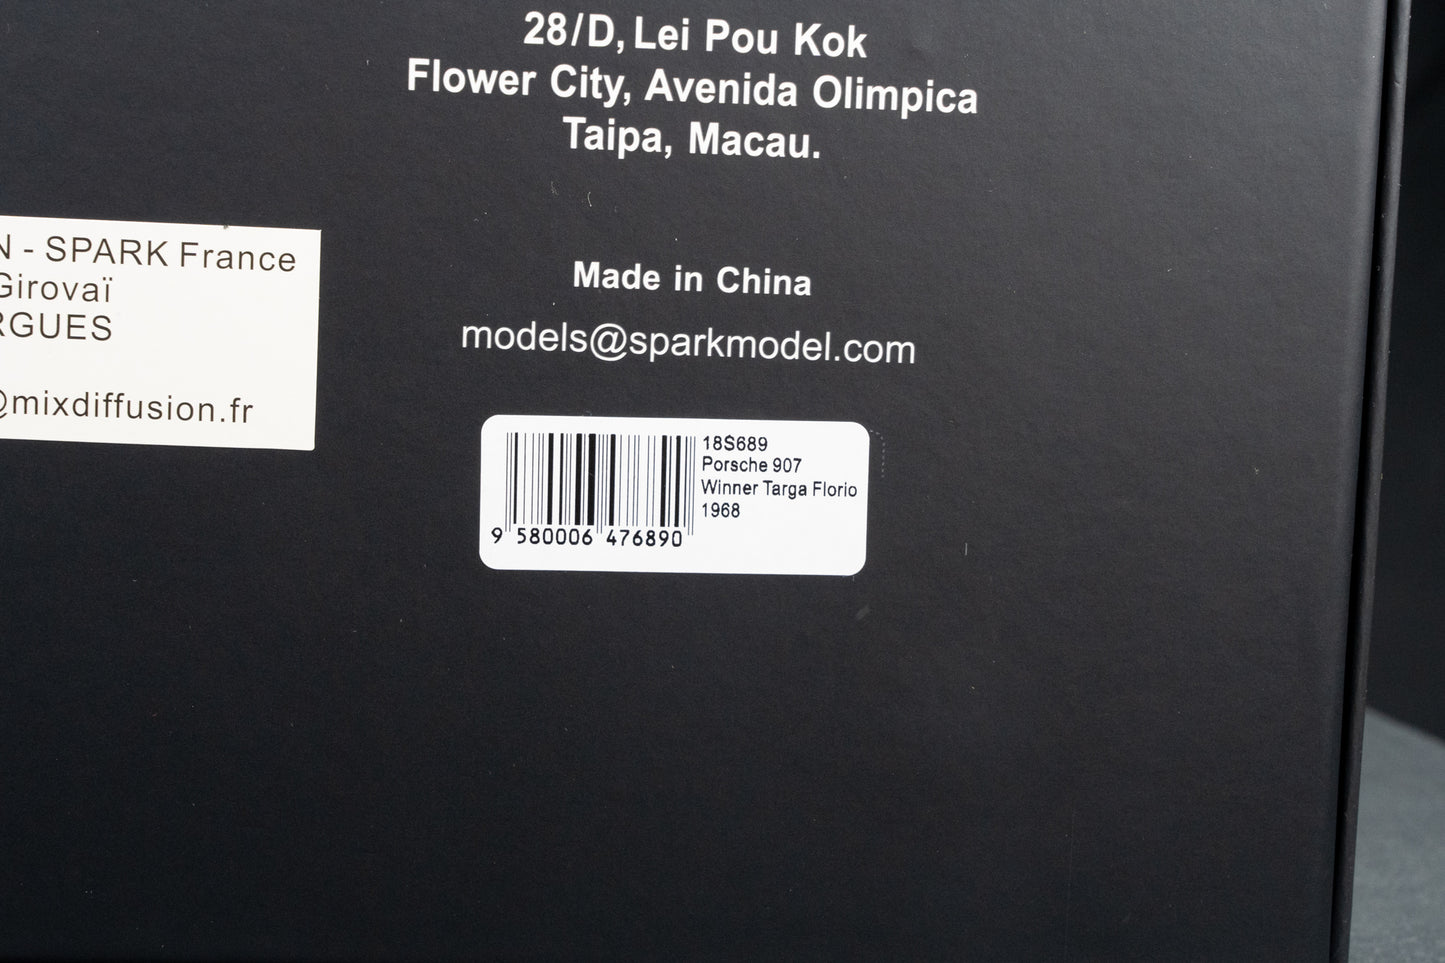 28/D, Lei Pou Kok
Flower City, Avenida Olimpica
Taipa, Macau.
N - SPARK France
Girovaï
RGUES
@mixdiffusion.fr
Made in China
models@sparkmodel.com
18S689
Porsche 907
Winner Targa Florio
1968
9 580006 476890